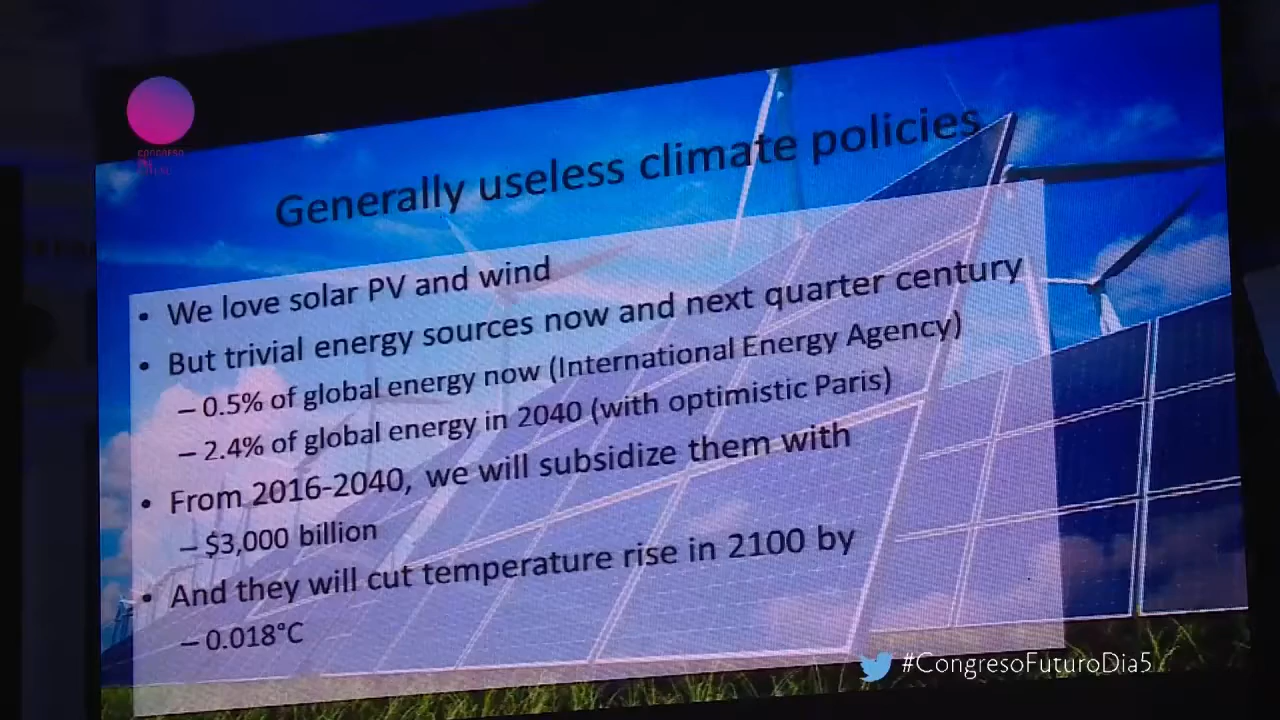 CONGRESO
Generally useless climate policies
• We love solar PV and wind
• But trivial energy sources now and next quarter century
– 0.5% of global energy now (International Energy Agency)
– 2.4% of global energy in 2040 (with optimistic Paris)
• From 2016-2040, we will subsidize them with
– $3,000 billion
• And they will cut temperature rise in 2100 by
– 0.018°C
#CongresoFuturoDia5